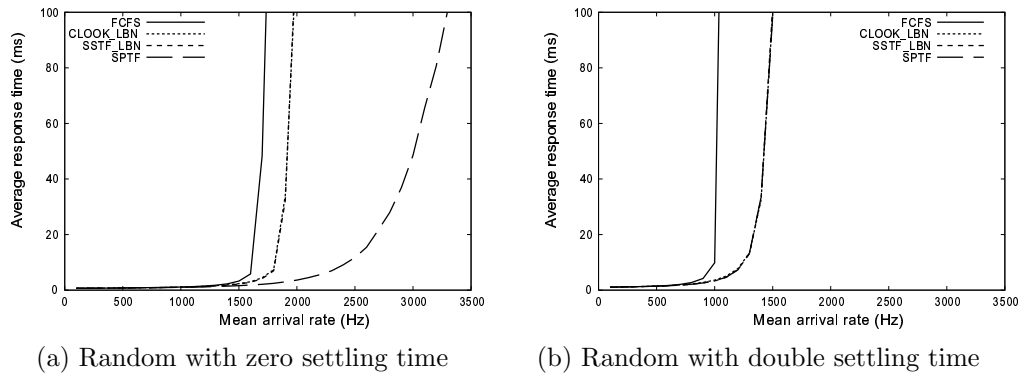 100
80
60
40
20
0
Average response time (ms)
FCFS
CLOOK_LBN
SSTF_LBN
SPTF
0 500 1000 1500 2000 2500 3000 3500
Mean arrival rate (Hz)
(a) Random with zero settling time
100
80
60
40
20
0
Average response time (ms)
FCFS
CLOOK_LBN
SSTF_LBN
SPTF
0 500 1000 1500 2000 2500 3000 3500
Mean arrival rate (Hz)
(b) Random with double settling time